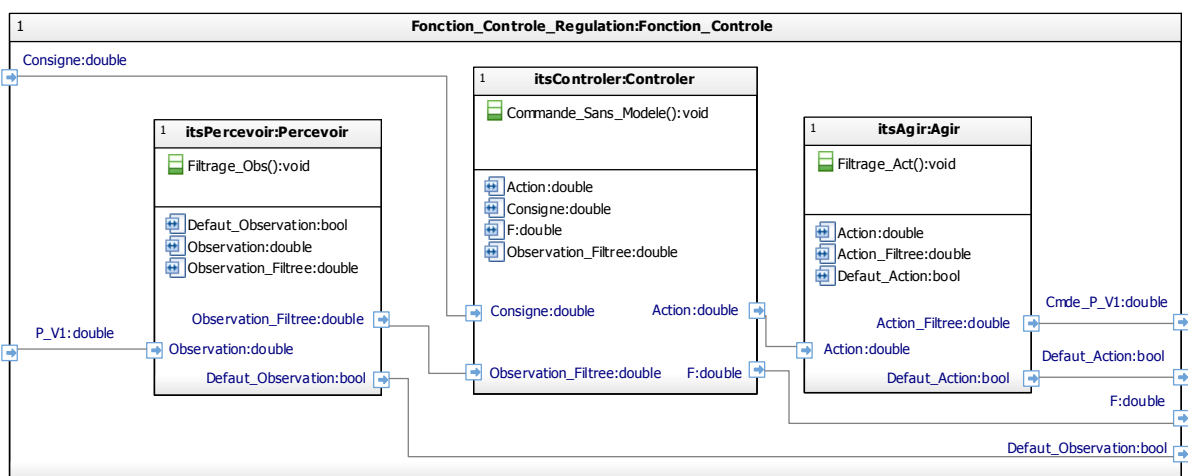 1
Fonction_Controle_Regulation:Fonction_Controle
Consigne:double
P_V1:double
1
itsPercevoir:Percevoir
Filtrage_Obs():void
Defaut_Observation:bool
Observation:double
Observation_Filtree:double
Observation_Filtree:double
Observation:double
Defaut_Observation:bool
1
itsControler:Controler
Commande_Sans_Modele():void
Action:double
Consigne:double
F:double
Observation_Filtree:double
Consigne:double
Action:double
Observation_Filtree:double
F:double
1
itsAgir:Agir
Filtrage_Act():void
Action:double
Action_Filtree:double
Defaut_Action:bool
Action_Filtree:double
Action:double
Defaut_Action:bool
Cmde_P_V1:double
Defaut_Action:bool
F:double
Defaut_Observation:bool